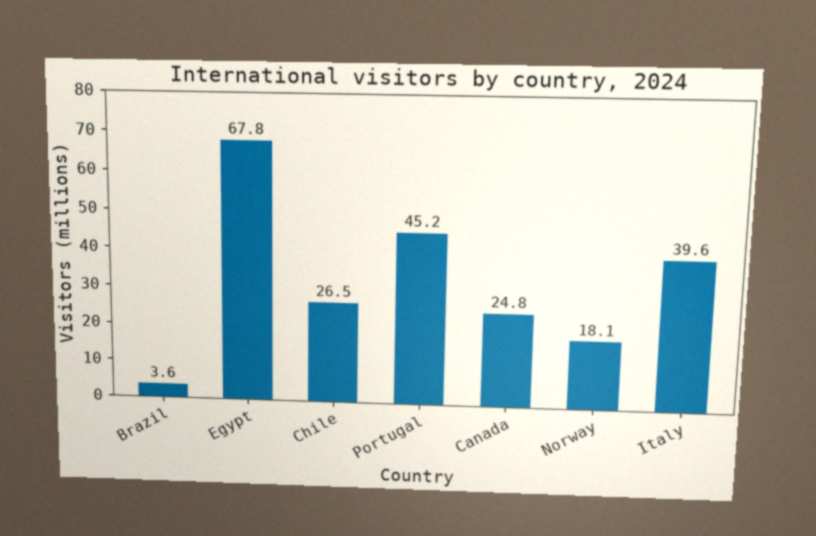 International visitors by country, 2024
Visitors (millions)
80
70
60
50
40
30
20
10
0
3.6
67.8
26.5
45.2
24.8
18.1
39.6
Brazil
Egypt
Chile
Portugal
Canada
Norway
Italy
Country